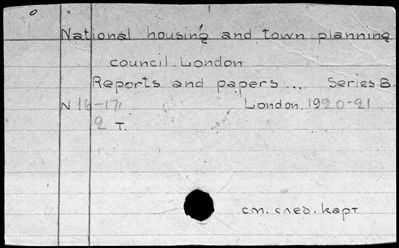 National housing and town planning
council. London
Reports and papers ... Series B.
N 16-17 London, 1920-21
2 T.
см. след. карт